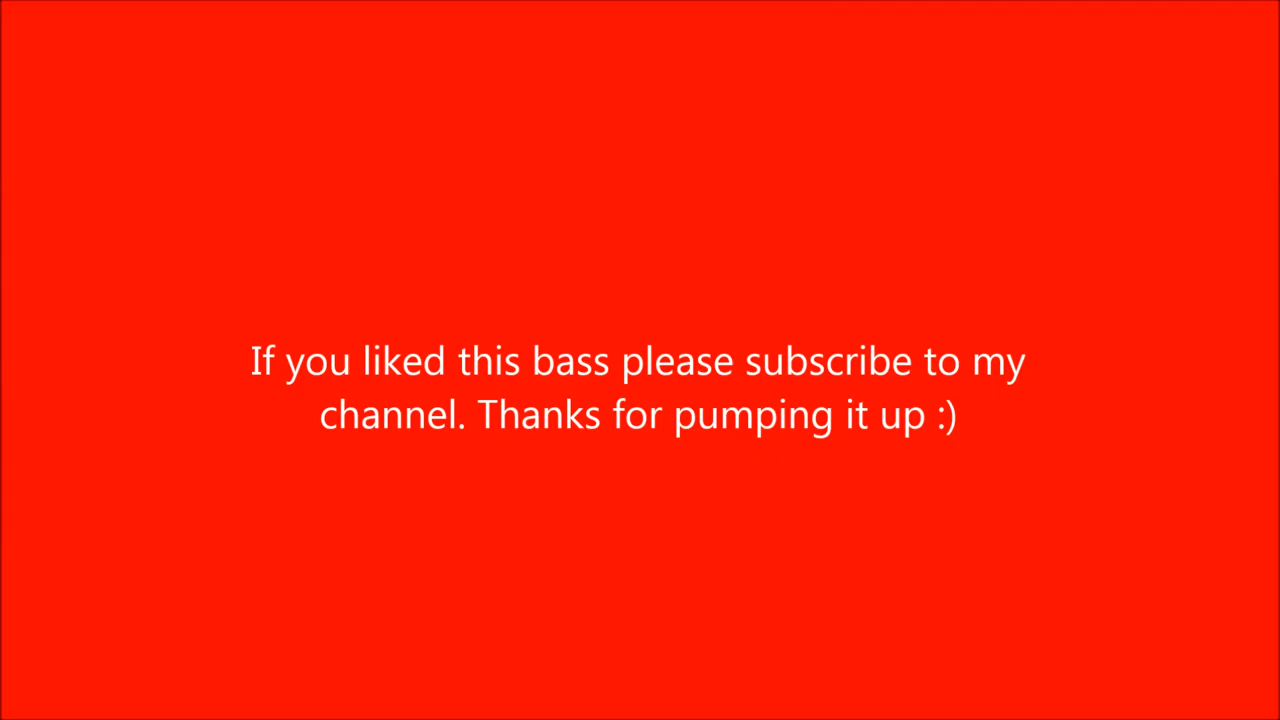 If you liked this bass please subscribe to my
channel. Thanks for pumping it up :)